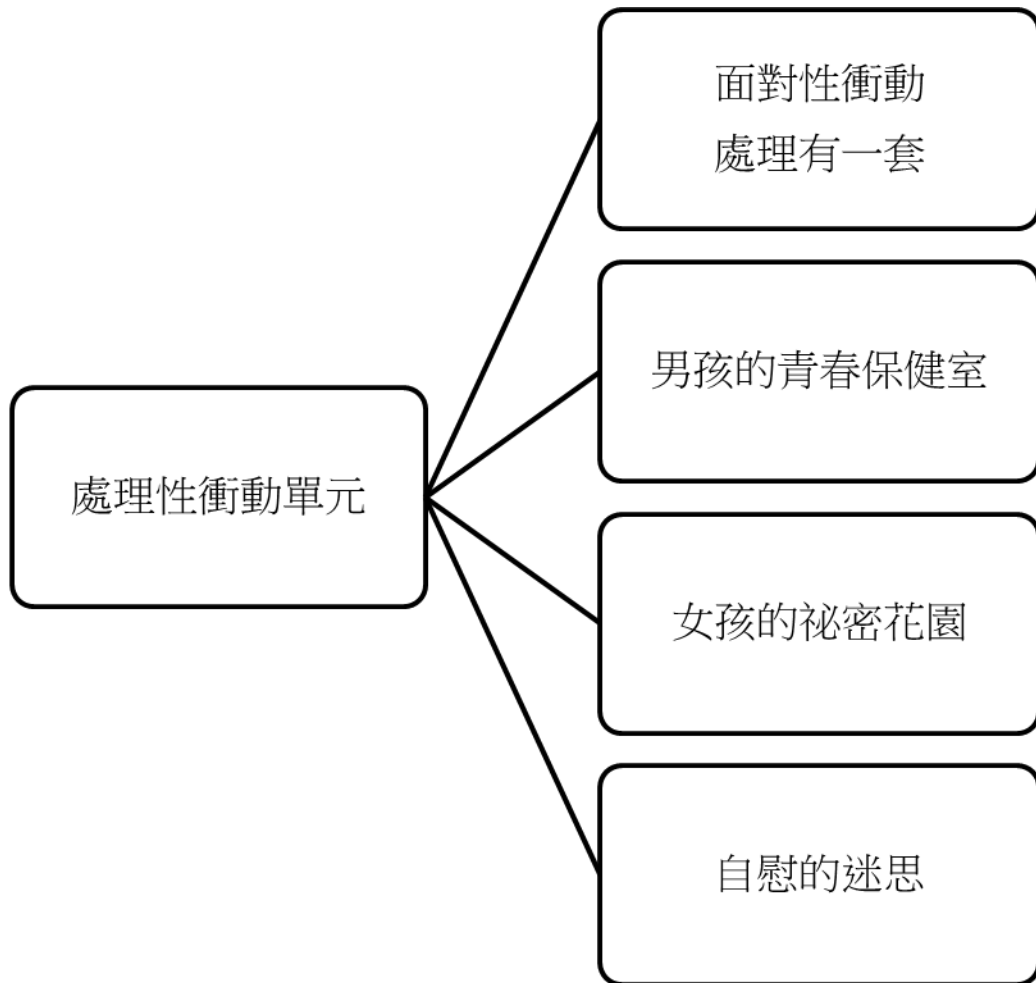 面對性衝動
處理有一套
男孩的青春保健室
處理性衝動單元
女孩的祕密花園
自慰的迷思